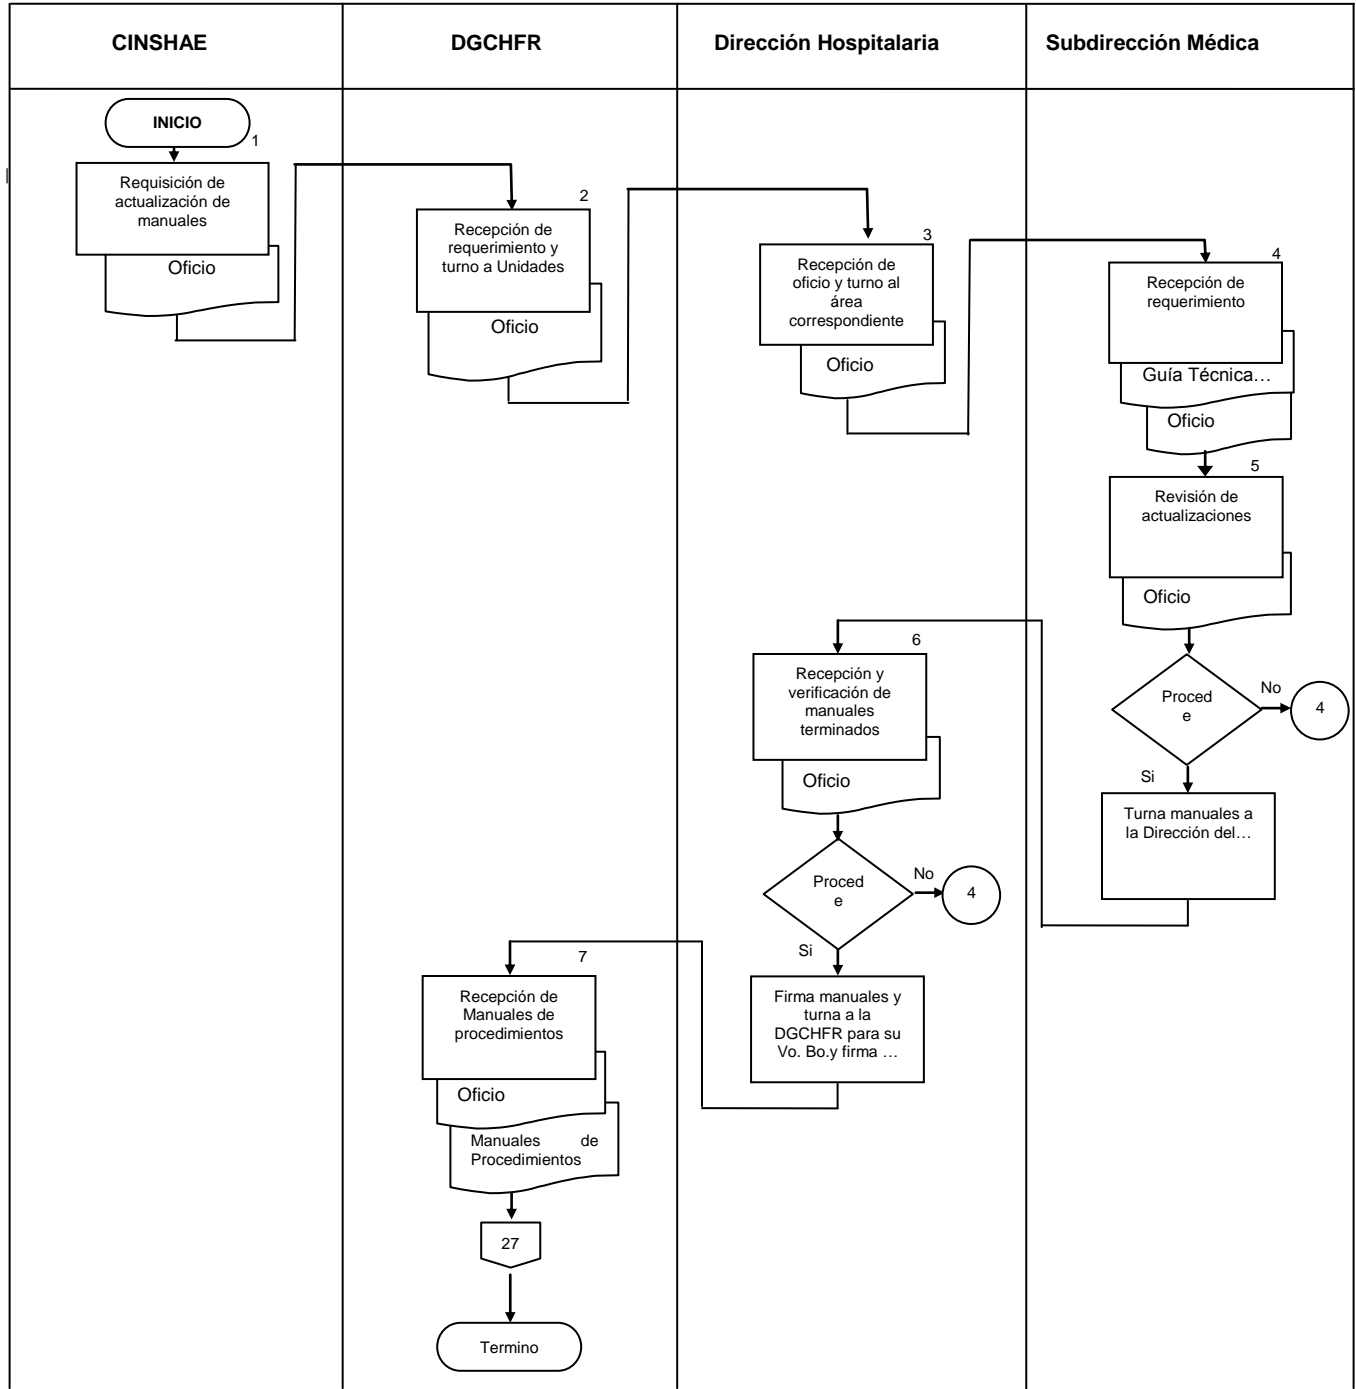 CINSHAE
DGCHFR
Dirección Hospitalaria
Subdirección Médica
INICIO
1
Requisición de
actualización de
manuales
Oficio
2
Recepción de
requerimiento y
turno a Unidades
Oficio
3
Recepción de
oficio y turno al
área
correspondiente
Oficio
4
Recepción de
requerimiento
Guía Técnica…
Oficio
5
Revisión de
actualizaciones
Oficio
Proced
e
No
4
Si
Turna manuales a
la Dirección del…
6
Recepción y
verificación de
manuales
terminados
Oficio
Proced
e
No
4
Si
Firma manuales y
turna a la
DGCHFR para su
Vo. Bo.y firma …
7
Recepción de
Manuales de
procedimientos
Oficio
Manuales de
Procedimientos
27
Termino